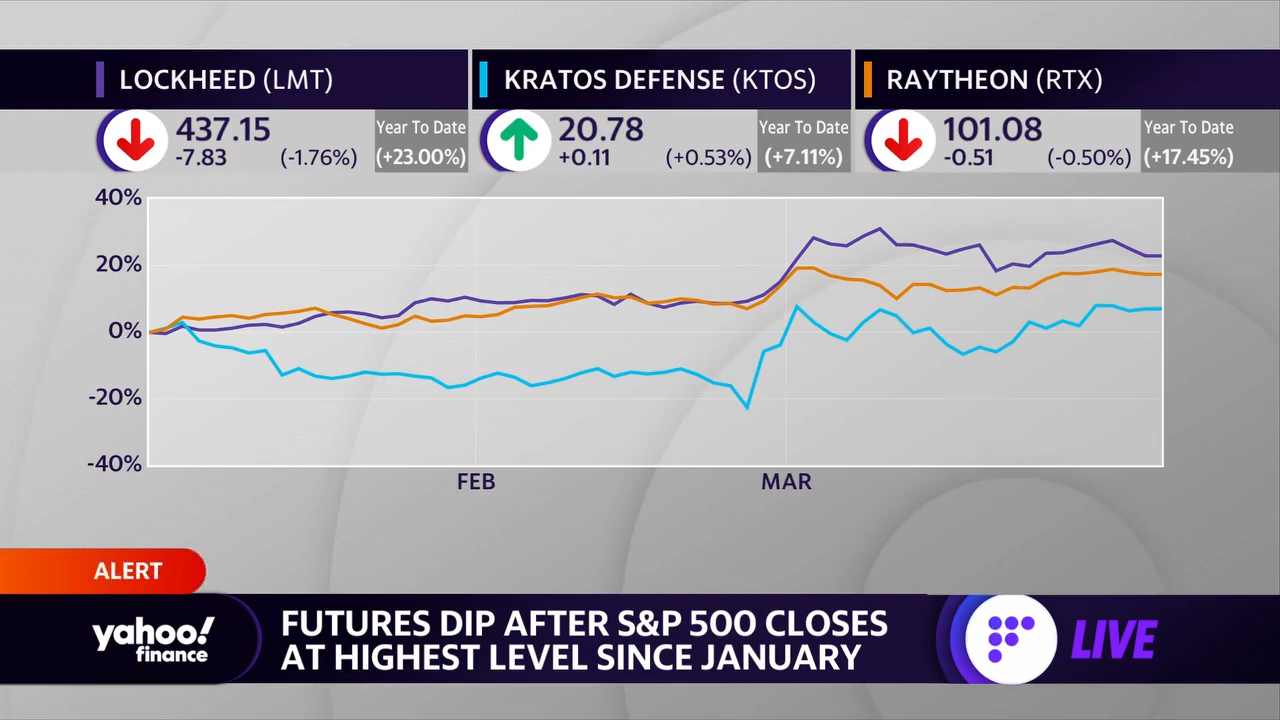 LOCKHEED (LMT)
437.15
-7.83 (-1.76%)
Year To Date
(+23.00%)
KRATOS DEFENSE (KTOS)
20.78
+0.11 (+0.53%)
Year To Date
(+7.11%)
RAYTHEON (RTX)
101.08
-0.51 (-0.50%)
Year To Date
(+17.45%)
40%
20%
0%
-20%
-40%
FEB
MAR
ALERT
yahoo!
finance
FUTURES DIP AFTER S&P 500 CLOSES
AT HIGHEST LEVEL SINCE JANUARY
LIVE